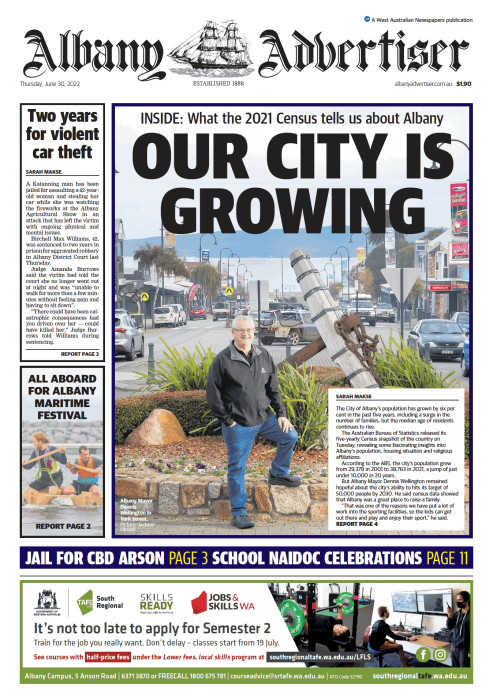 A West Australian Newspapers publication
Albany Advertiser
Thursday, June 30, 2022
ESTABLISHED 1888
albanyadvertiser.com.au $1.90
Two years
for violent
car theft
SARAH MAKSE
A Katanning man has been
jailed for assaulting a 42-year-
old woman and stealing her
car while she was watching
the fireworks at the Albany
Agricultural Show in an
attack that has left the victim
with ongoing physical and
mental issues.
Birchell Max Williams, 42,
was sentenced to two years in
prison for aggravated robbery
in Albany District Court last
Thursday.
Judge Amanda Burrows
said the victim had told the
court she no longer went out
at night and was “unable to
walk for more than a few min-
utes without feeling pain and
having to sit down”.
“There could have been cat-
astrophic consequences had
you driven over her — could
have killed her,” Judge Bur-
rows told Williams during
sentencing.
REPORT PAGE 3
ALL ABOARD
FOR ALBANY
MARITIME
FESTIVAL
REPORT PAGE 2
INSIDE: What the 2021 Census tells us about Albany
OUR CITY IS
GROWING
Albany Mayor
Dennis
Wellington in
York Street.
SARAH MAKSE
The City of Albany’s population has grown by six per
cent in the past five years, including a surge in the
number of families, but the median age of residents
continues to rise.
The Australian Bureau of Statistics released its
five-yearly Census snapshot of the country on
Tuesday, revealing some fascinating insights into
Albany’s population, housing situation and religious
affiliations.
According to the ABS, the city’s population grew
from 29,379 in 2001 to 38,763 in 2021, a jump of just
under 10,000 in 20 years.
But Albany Mayor Dennis Wellington remained
hopeful about the city’s ability to hits its target of
50,000 people by 2030. He said census data showed
that Albany was a great place to raise a family.
“That was one of the reasons we have put a lot of
work into the sporting facilities, so the kids can get
out there and play and enjoy their sport,” he said.
REPORT PAGE 4
JAIL FOR CBD ARSON PAGE 3 SCHOOL NAIDOC CELEBRATIONS PAGE 11
TAFE South
Regional
SKILLS
READY
JOBS &
SKILLS WA
It’s not too late to apply for Semester 2
Train for the job you really want. Don’t delay – classes start from 19 July.
See courses with half-price fees under the Lower fees, local skills program at southregionaltafe.wa.edu.au/LFLS
Albany Campus, 5 Anson Road | 6371 3870 or FREECALL 1800 675 781 | courseadvice@srtafe.wa.edu.au | RTO Code 52790 southregionaltafe.wa.edu.au